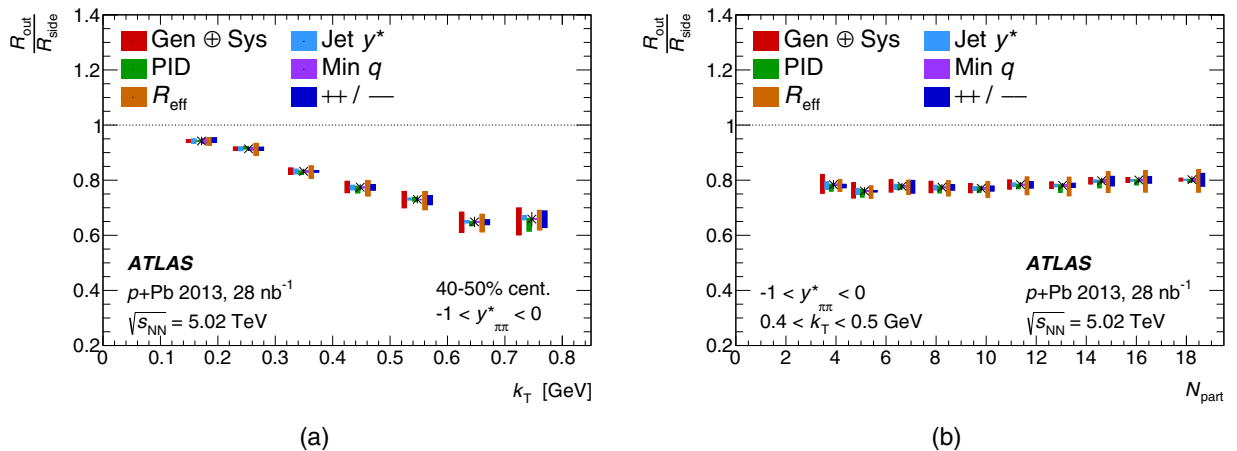 R_out / R_side
Gen ⊕ Sys
Jet y*
PID
Min q
R_eff
++ / −−
ATLAS
p+Pb 2013, 28 nb⁻¹
√s_NN = 5.02 TeV
40-50% cent.
-1 < y*_ππ < 0
0.2
0.4
0.6
0.8
1
1.2
1.4
0 0.1 0.2 0.3 0.4 0.5 0.6 0.7 0.8
k_T [GeV]
(a)
R_out / R_side
Gen ⊕ Sys
Jet y*
PID
Min q
R_eff
++ / −−
-1 < y*_ππ < 0
0.4 < k_T < 0.5 GeV
ATLAS
p+Pb 2013, 28 nb⁻¹
√s_NN = 5.02 TeV
0.2
0.4
0.6
0.8
1
1.2
1.4
0 2 4 6 8 10 12 14 16 18
N_part
(b)